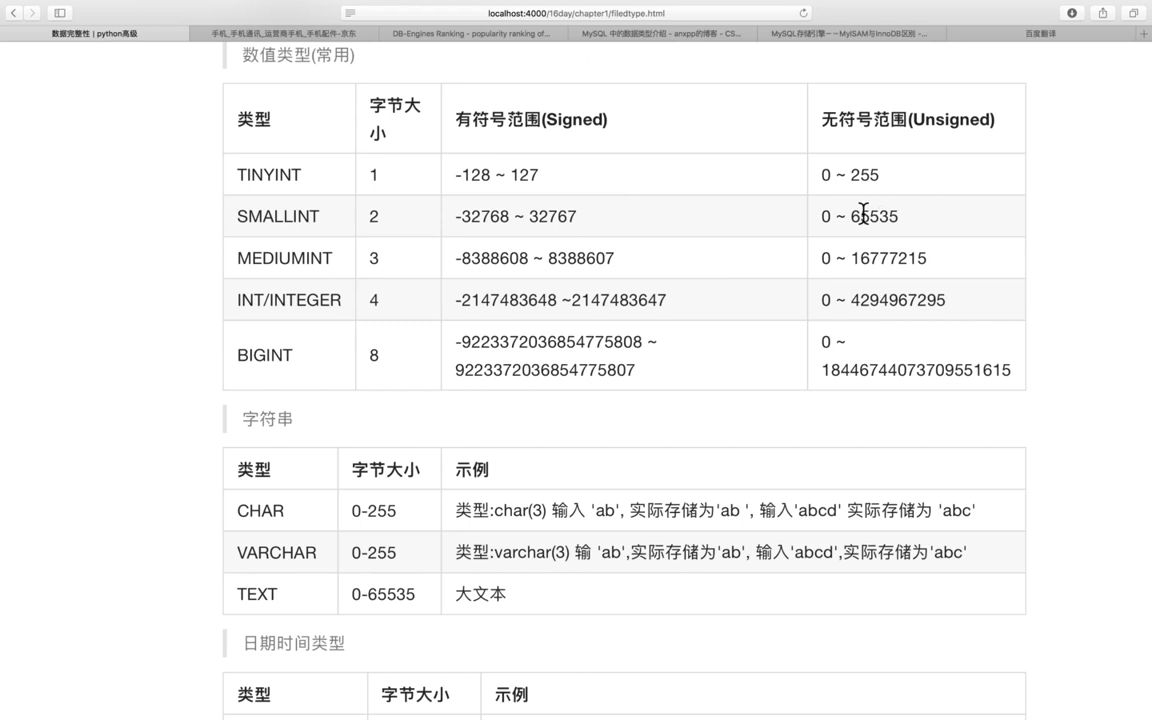 localhost:4000/16day/chapter1/filedtype.html
数据完整性 | python高级
手机_手机通讯_运营商手机_手机配件-京东
DB-Engines Ranking - popularity ranking of...
MySQL 中的数据类型介绍 - anxpp的博客 - CS...
MySQL存储引擎－－MyISAM与InnoDB区别 -...
百度翻译
数值类型(常用)
类型 字节大小 有符号范围(Signed) 无符号范围(Unsigned)
TINYINT 1 -128 ~ 127 0 ~ 255
SMALLINT 2 -32768 ~ 32767 0 ~ 65535
MEDIUMINT 3 -8388608 ~ 8388607 0 ~ 16777215
INT/INTEGER 4 -2147483648 ~2147483647 0 ~ 4294967295
BIGINT 8 -9223372036854775808 ~ 9223372036854775807 0 ~ 18446744073709551615
字符串
类型 字节大小 示例
CHAR 0-255 类型:char(3) 输入 'ab', 实际存储为'ab ', 输入'abcd' 实际存储为 'abc'
VARCHAR 0-255 类型:varchar(3) 输 'ab',实际存储为'ab', 输入'abcd',实际存储为'abc'
TEXT 0-65535 大文本
日期时间类型
类型 字节大小 示例